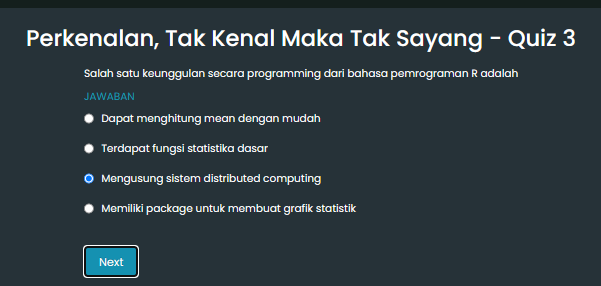 Perkenalan, Tak Kenal Maka Tak Sayang - Quiz 3
Salah satu keunggulan secara programming dari bahasa pemrograman R adalah
JAWABAN
Dapat menghitung mean dengan mudah
Terdapat fungsi statistika dasar
Mengusung sistem distributed computing
Memiliki package untuk membuat grafik statistik
Next